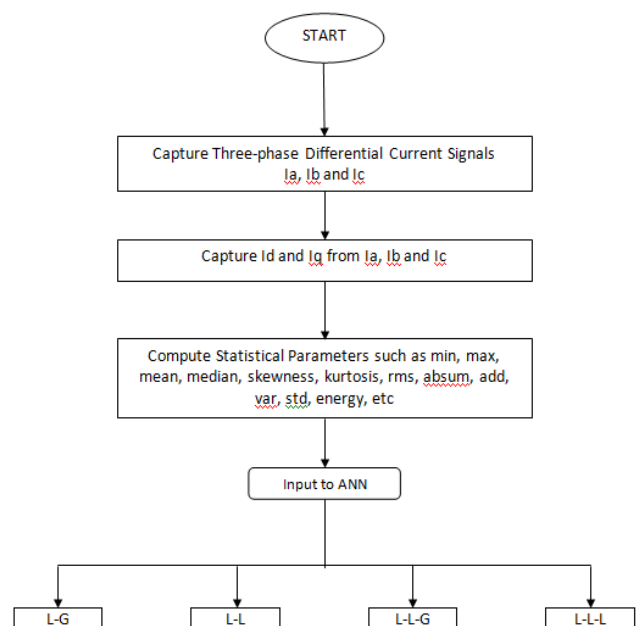 START
Capture Three-phase Differential Current Signals
Ia, Ib and Ic
Capture Id and Iq from Ia, Ib and Ic
Compute Statistical Parameters such as min, max,
mean, median, skewness, kurtosis, rms, absum, add,
var, std, energy, etc
Input to ANN
L-G
L-L
L-L-G
L-L-L